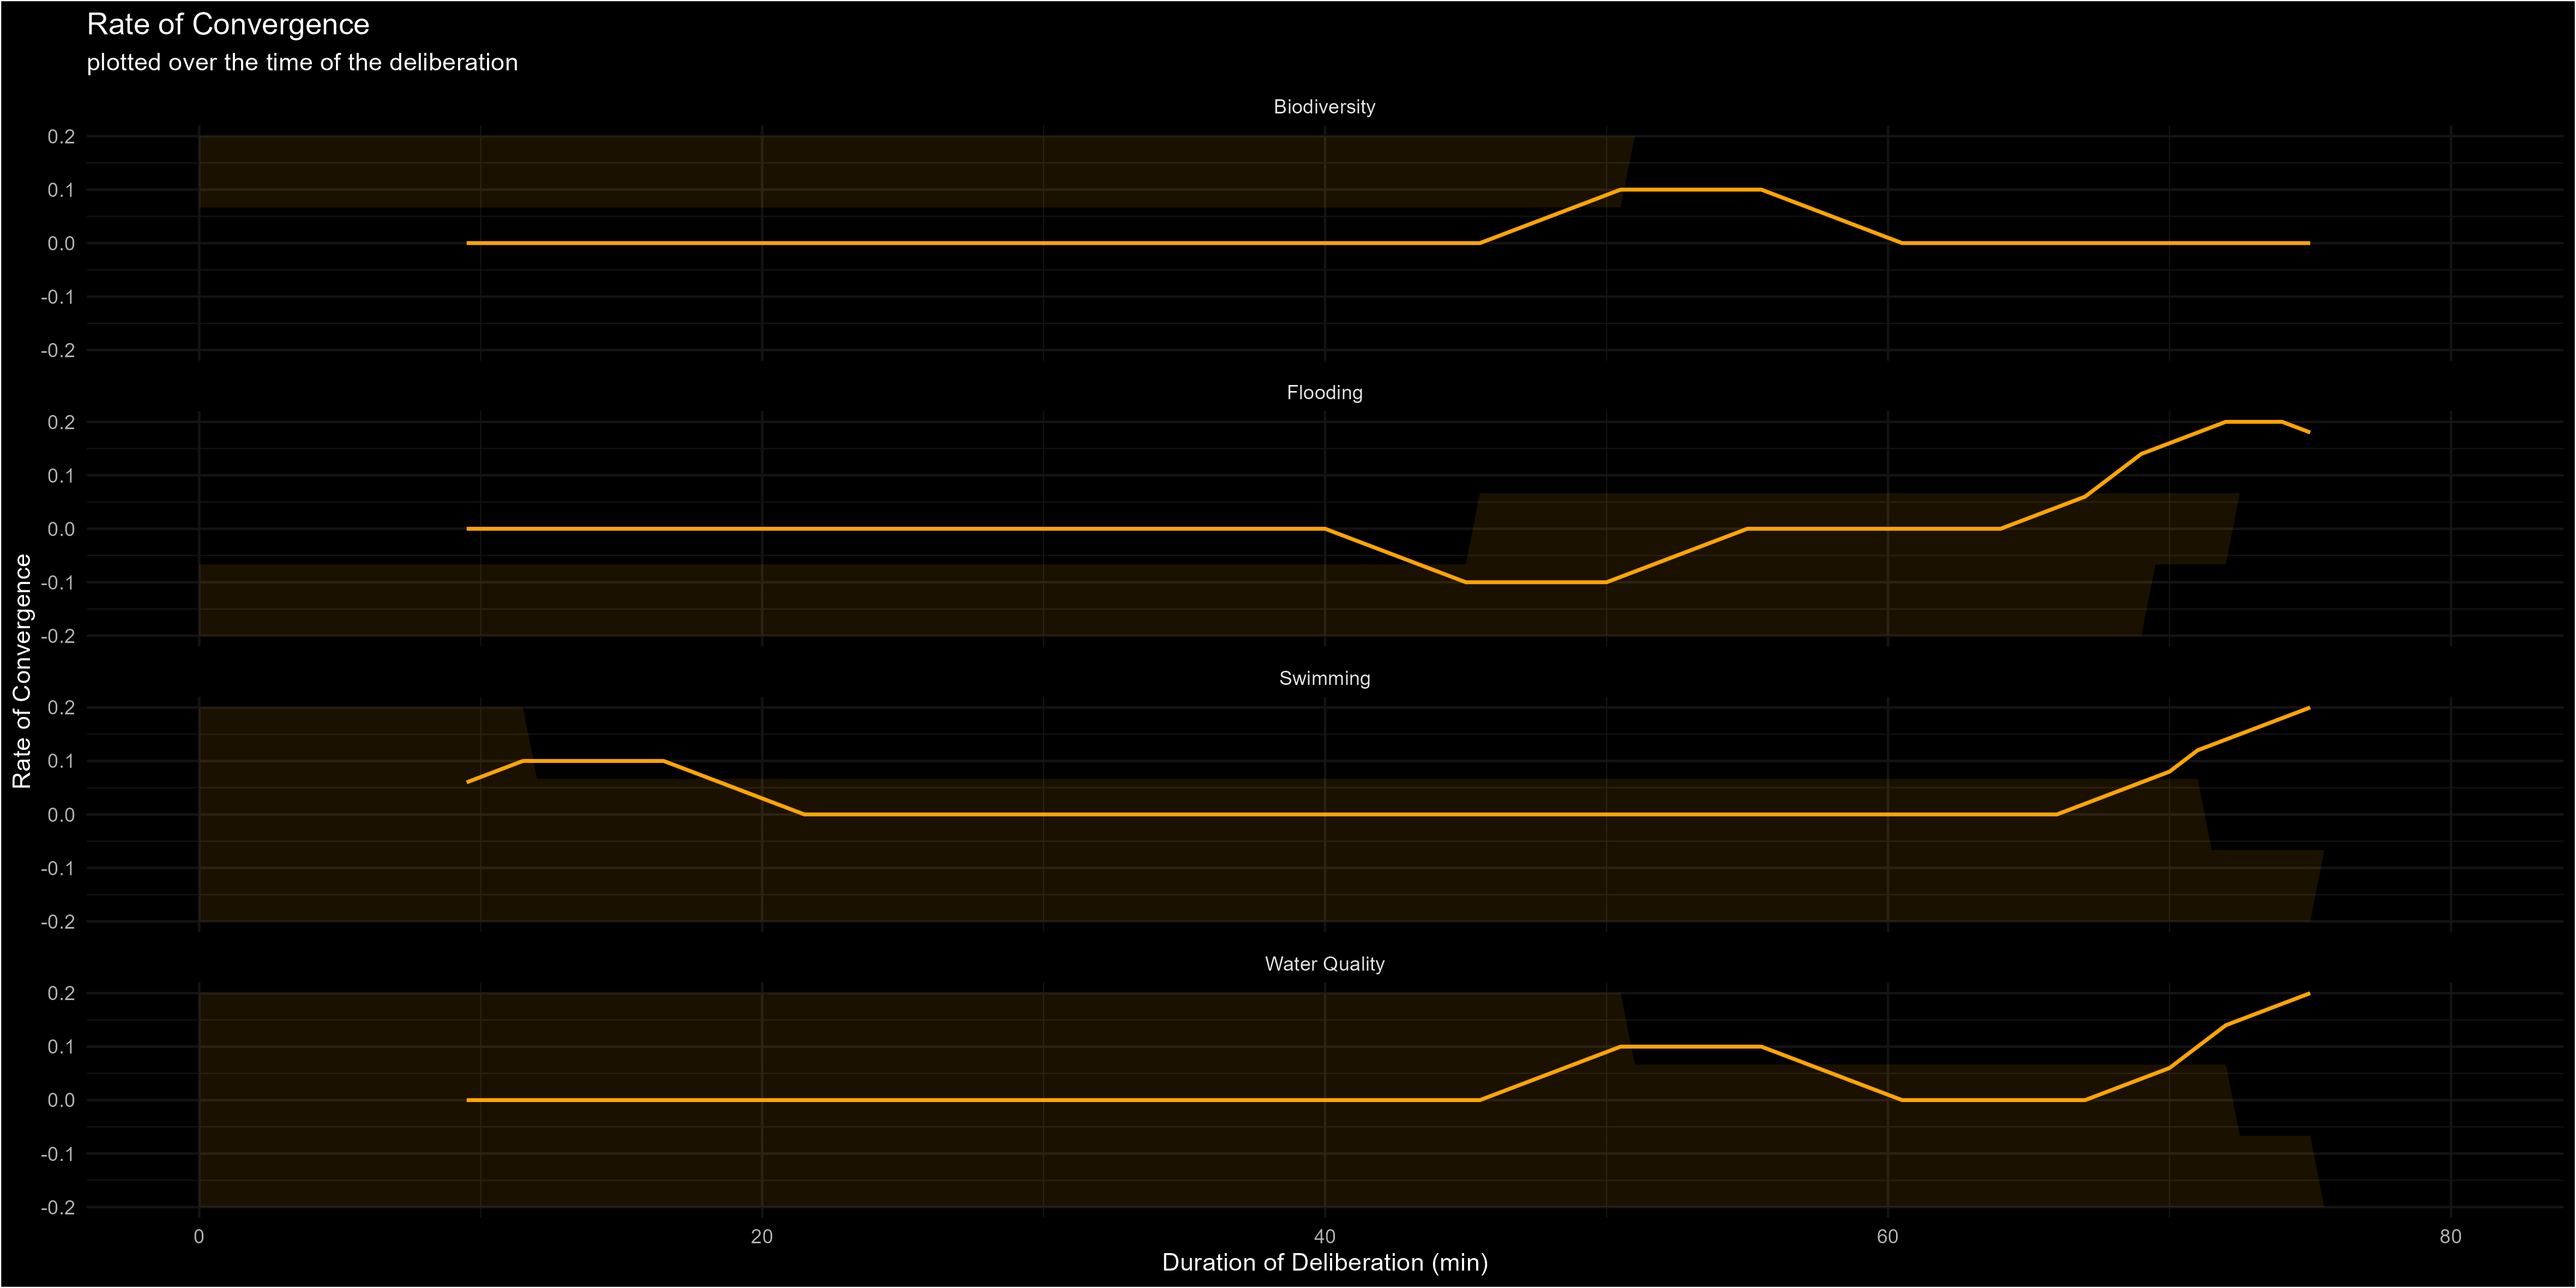 Rate of Convergence
plotted over the time of the deliberation
Biodiversity
0.2
0.1
0.0
-0.1
-0.2
Flooding
0.2
0.1
0.0
-0.1
-0.2
Rate of Convergence
Swimming
0.2
0.1
0.0
-0.1
-0.2
Water Quality
0.2
0.1
0.0
-0.1
-0.2
0 20 40 60 80
Duration of Deliberation (min)